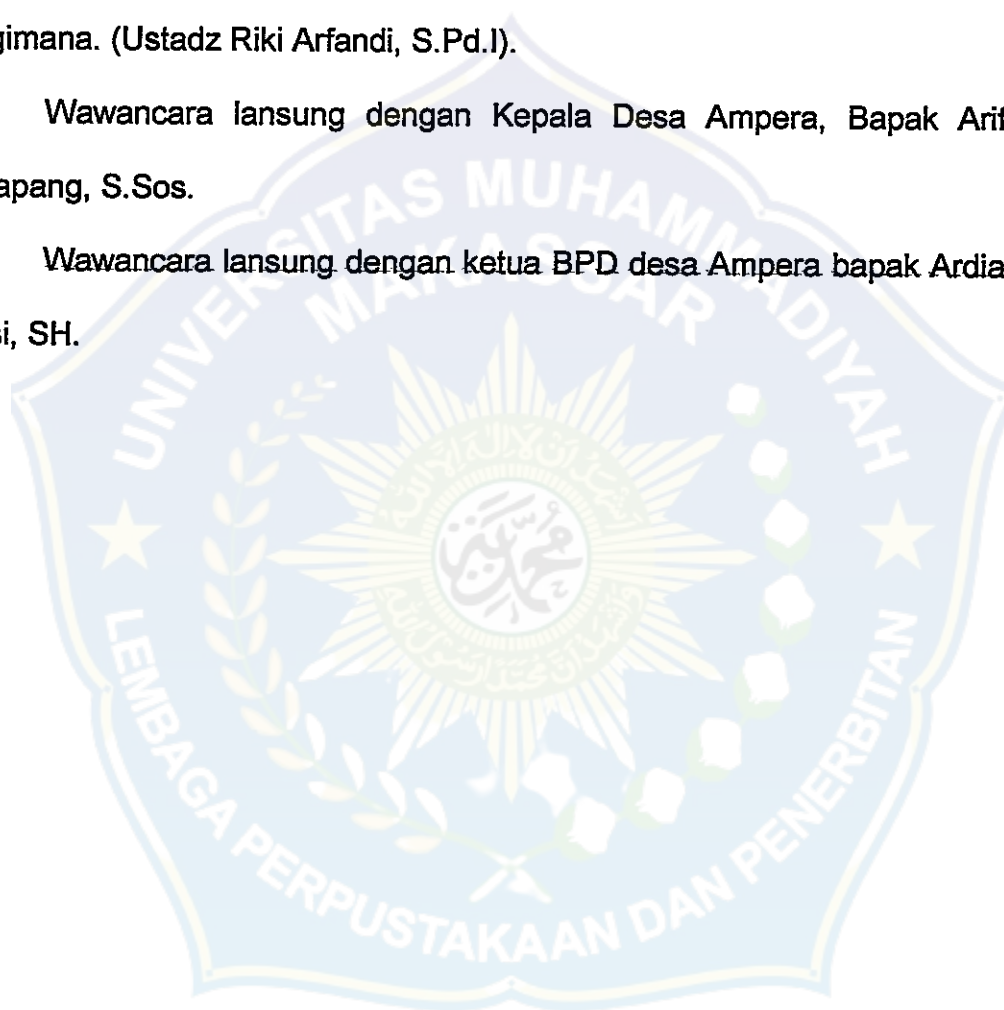 gimana. (Ustadz Riki Arfandi, S.Pd.I).
Wawancara lansung dengan Kepala Desa Ampera, Bapak Arif
apang, S.Sos.
Wawancara lansung dengan ketua BPD desa Ampera bapak Ardia
i, SH.
UNIVERSITAS MUHAMMADIYAH
MAKASSAR
محمدية
LEMBAGA PERPUSTAKAAN DAN PENERBITAN